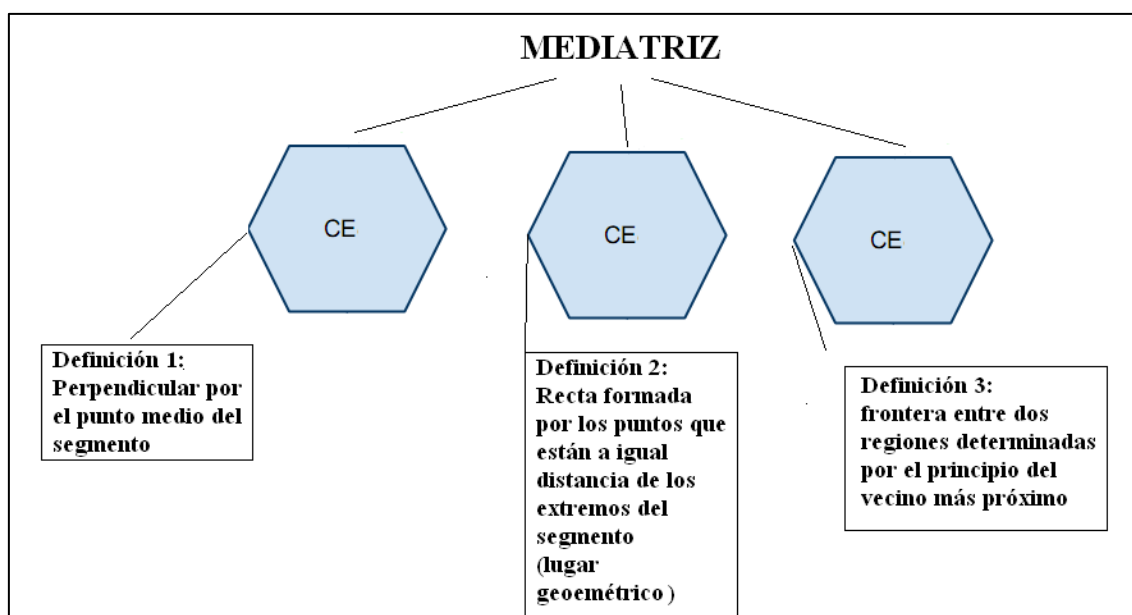 MEDIATRIZ
CE
CE
CE
Definición 1:
Perpendicular por
el punto medio del
segmento
Definición 2:
Recta formada
por los puntos que
están a igual
distancia de los
extremos del
segmento
(lugar
geoemétrico )
Definición 3:
frontera entre dos
regiones determinadas
por el principio del
vecino más próximo